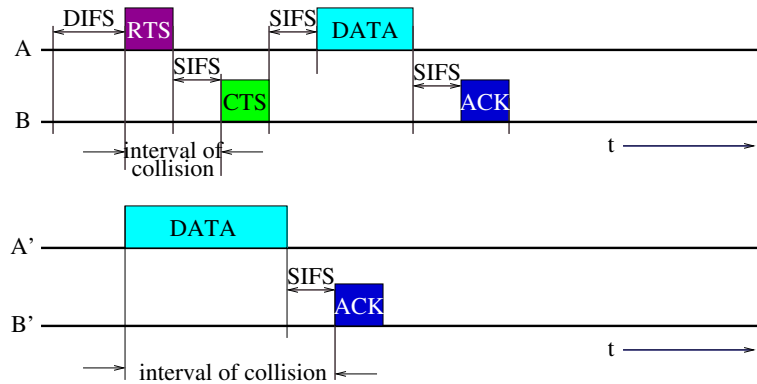 DIFS RTS SIFS DATA
A
SIFS CTS SIFS ACK
B
interval of
collision
t
DATA
A’
SIFS ACK
B’
t
interval of collision